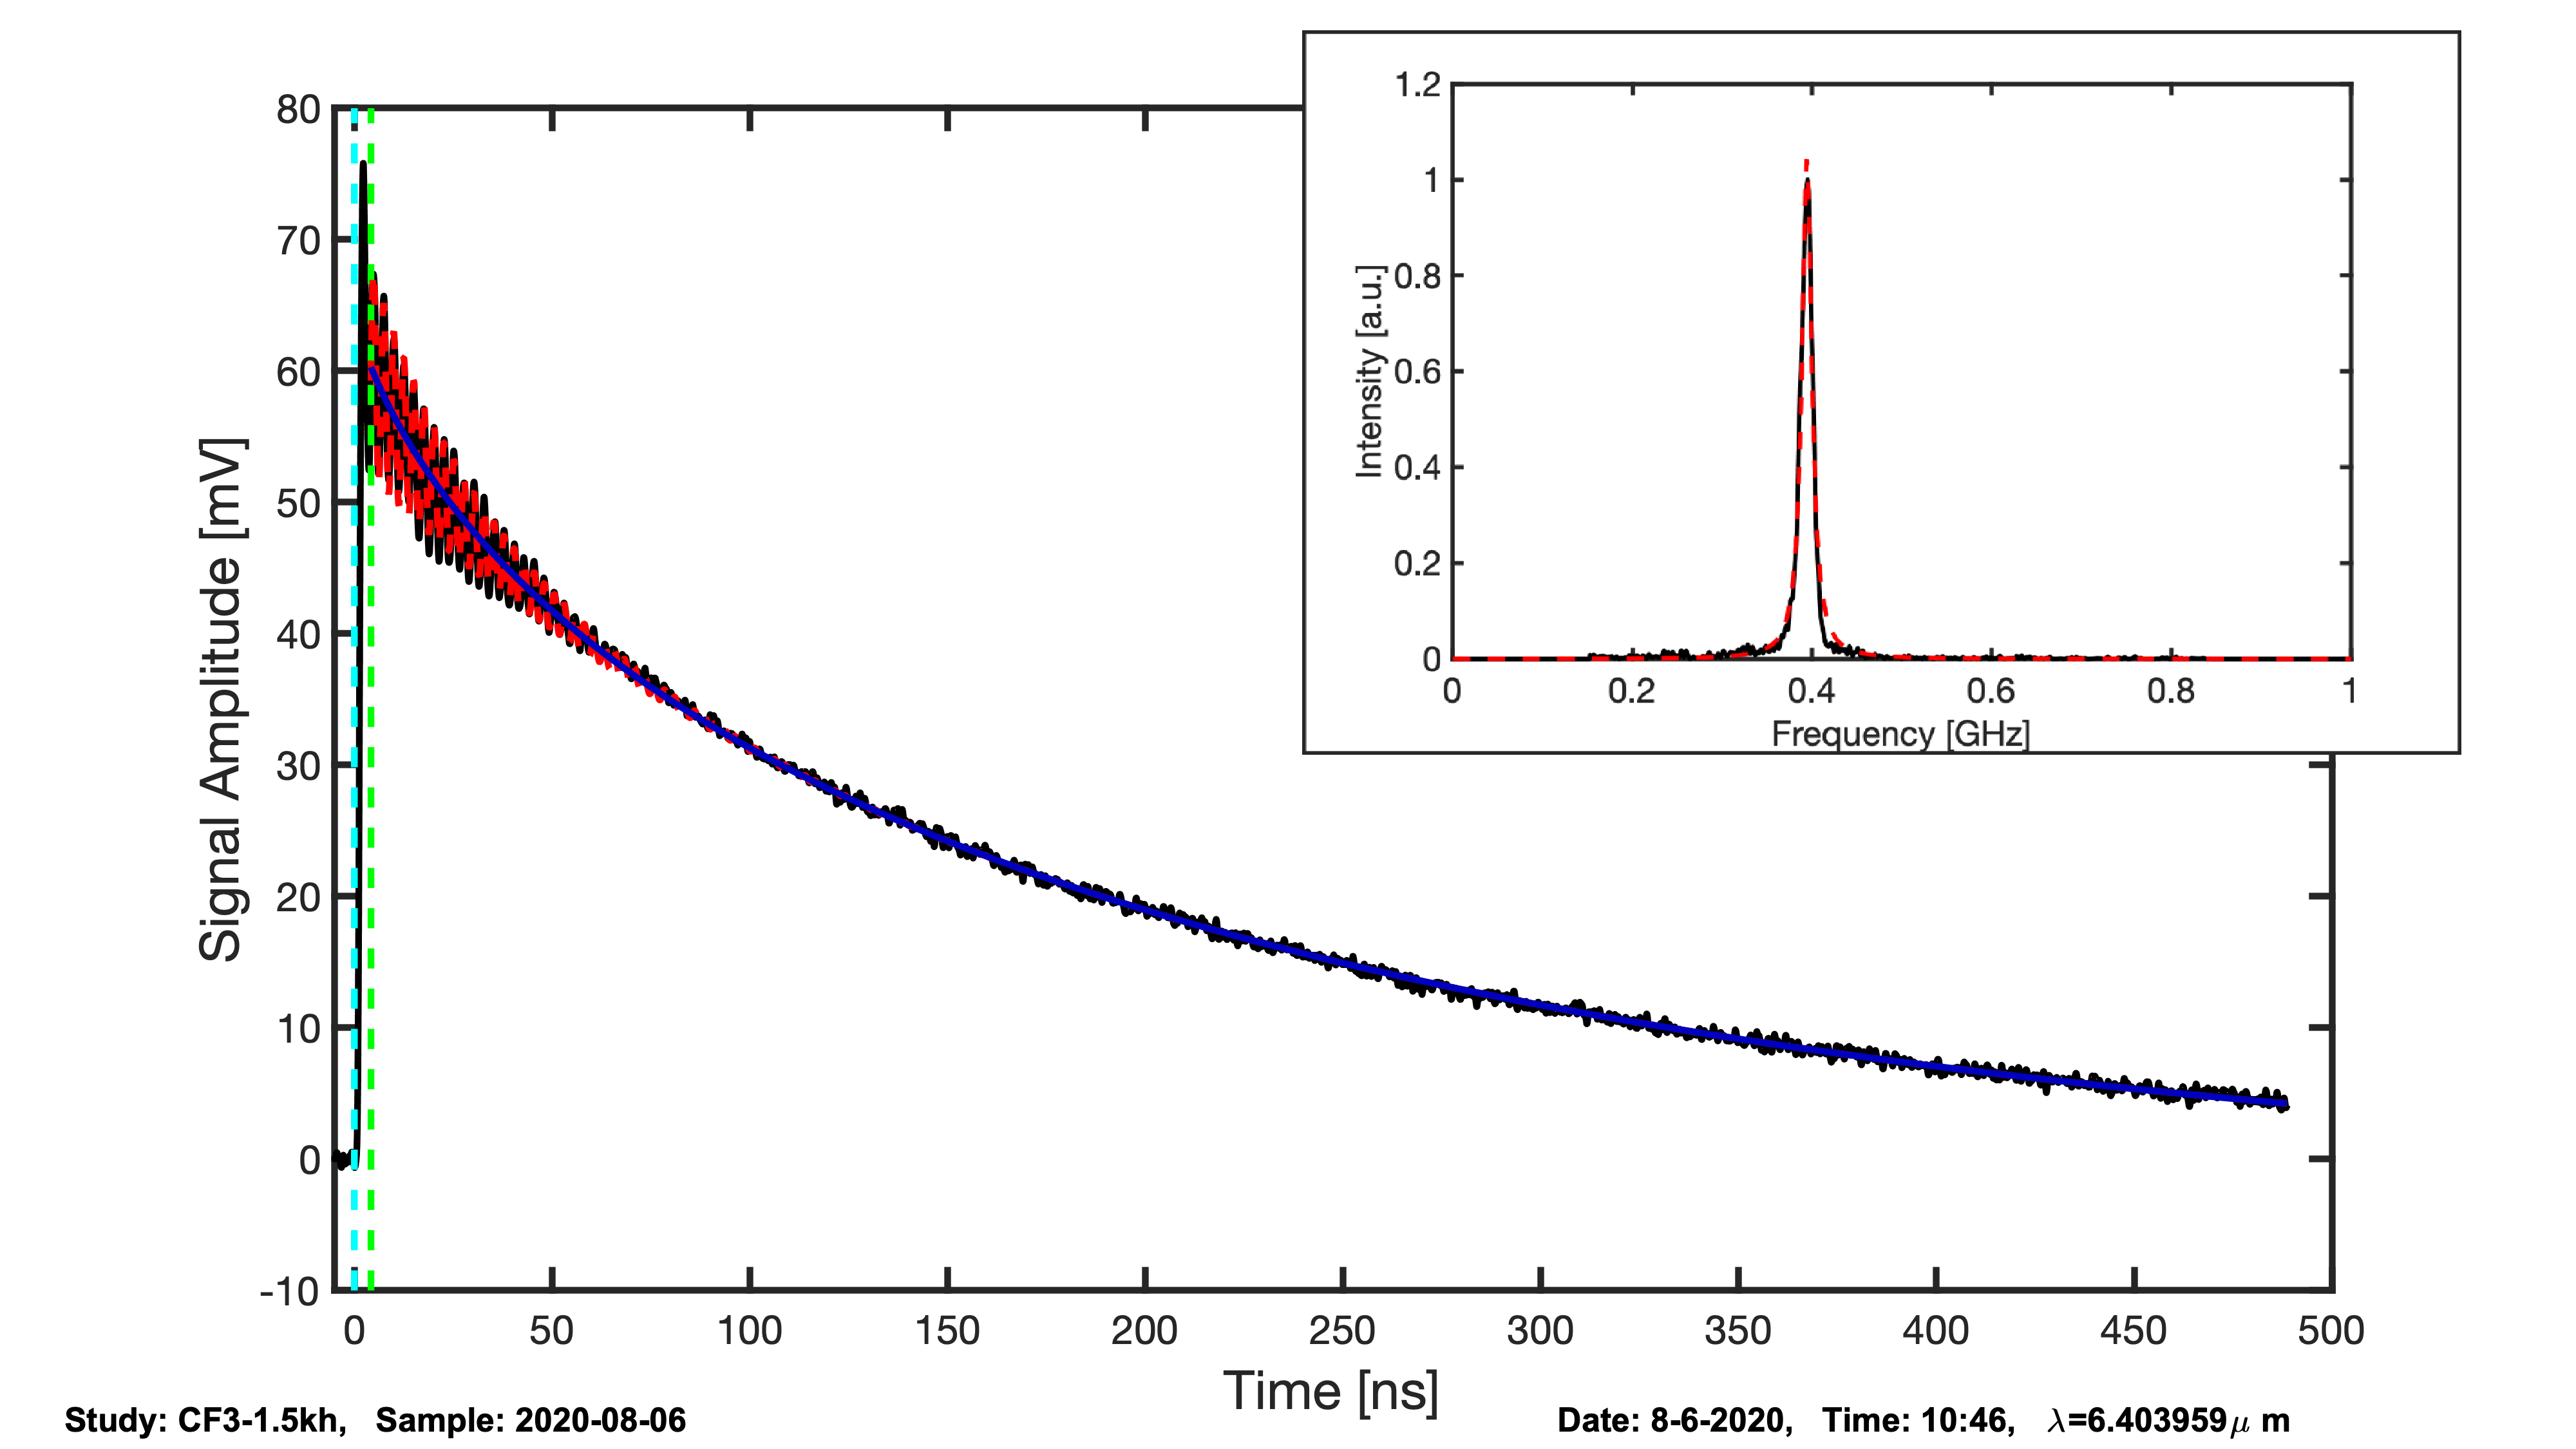 1.2
1
0.8
0.6
0.4
0.2
0
Intensity [a.u.]
0 0.2 0.4 0.6 0.8 1
Frequency [GHz]
80
70
60
50
40
30
20
10
0
-10
Signal Amplitude [mV]
0 50 100 150 200 250 300 350 400 450 500
Time [ns]
Study: CF3-1.5kh, Sample: 2020-08-06
Date: 8-6-2020, Time: 10:46, λ=6.403959μ m